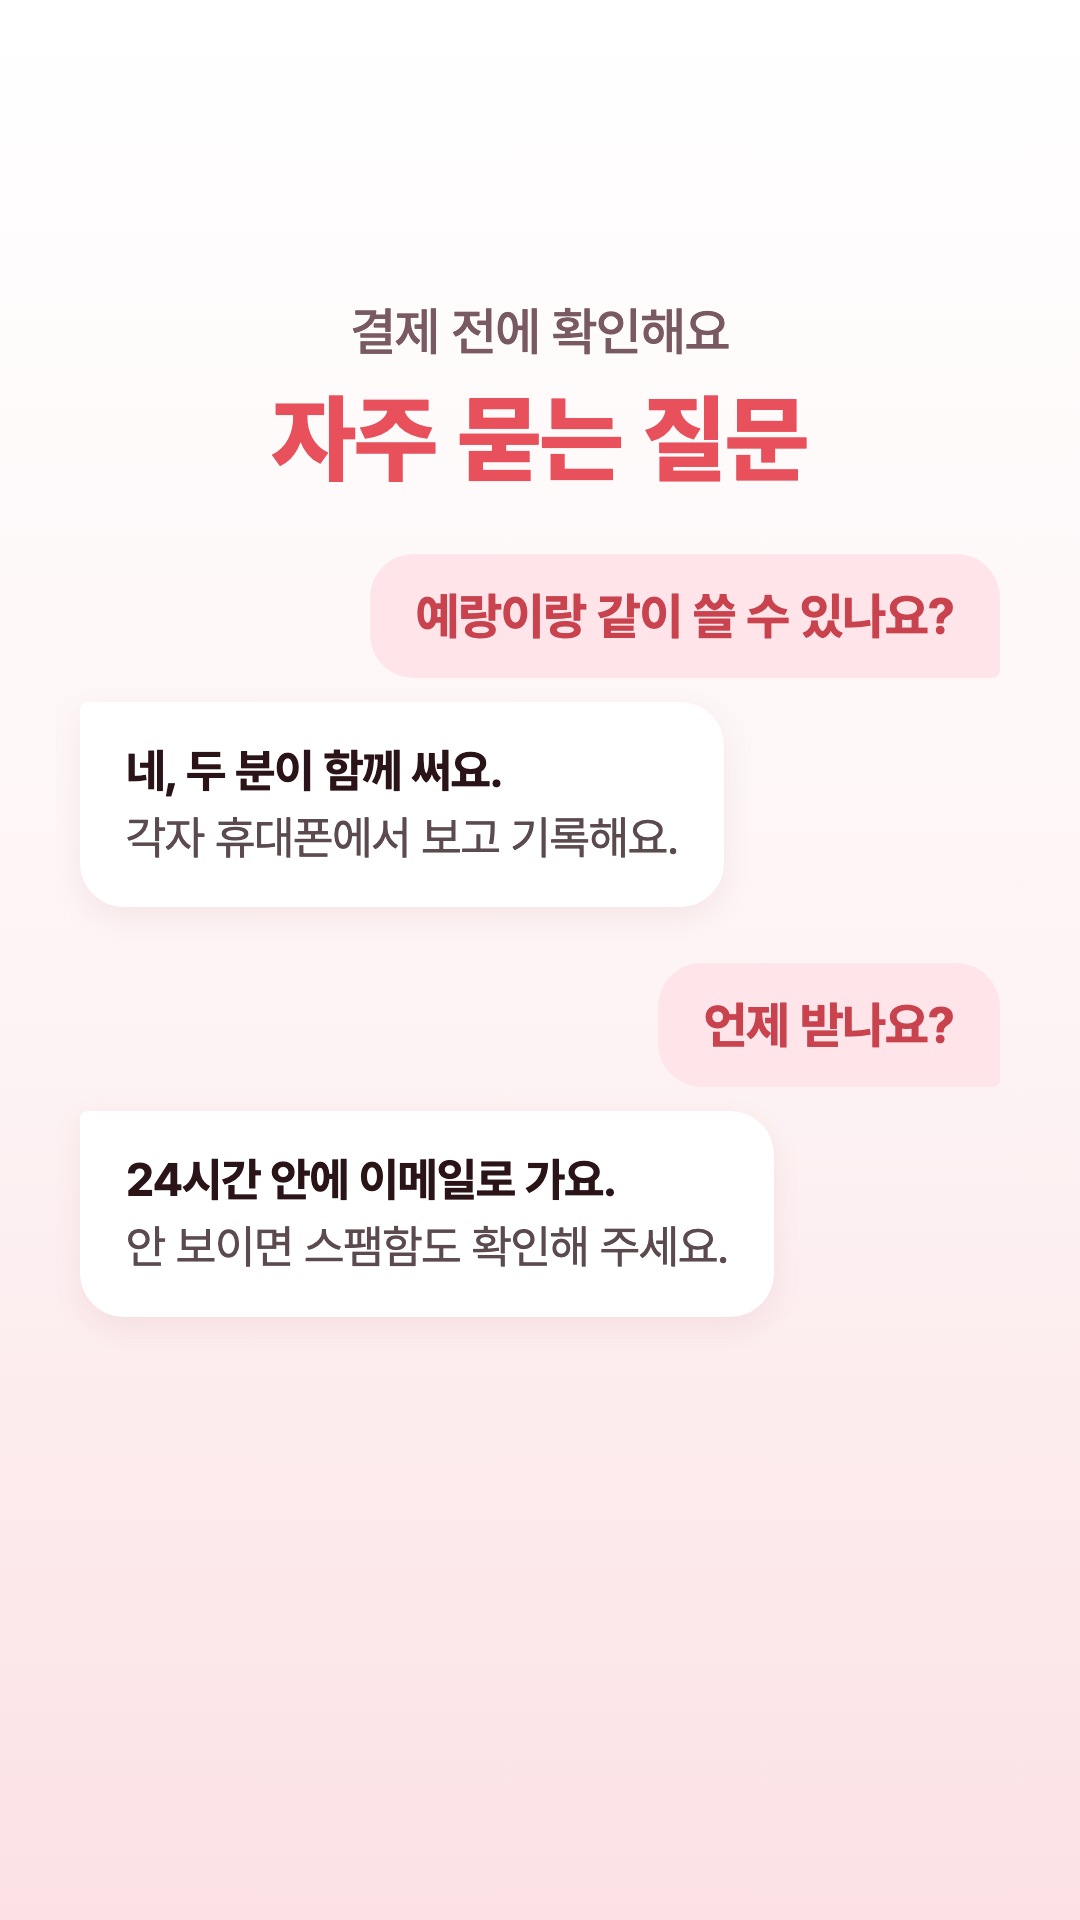 결제 전에 확인해요
자주 묻는 질문
예랑이랑 같이 쓸 수 있나요?
네, 두 분이 함께 써요.
각자 휴대폰에서 보고 기록해요.
언제 받나요?
24시간 안에 이메일로 가요.
안 보이면 스팸함도 확인해 주세요.